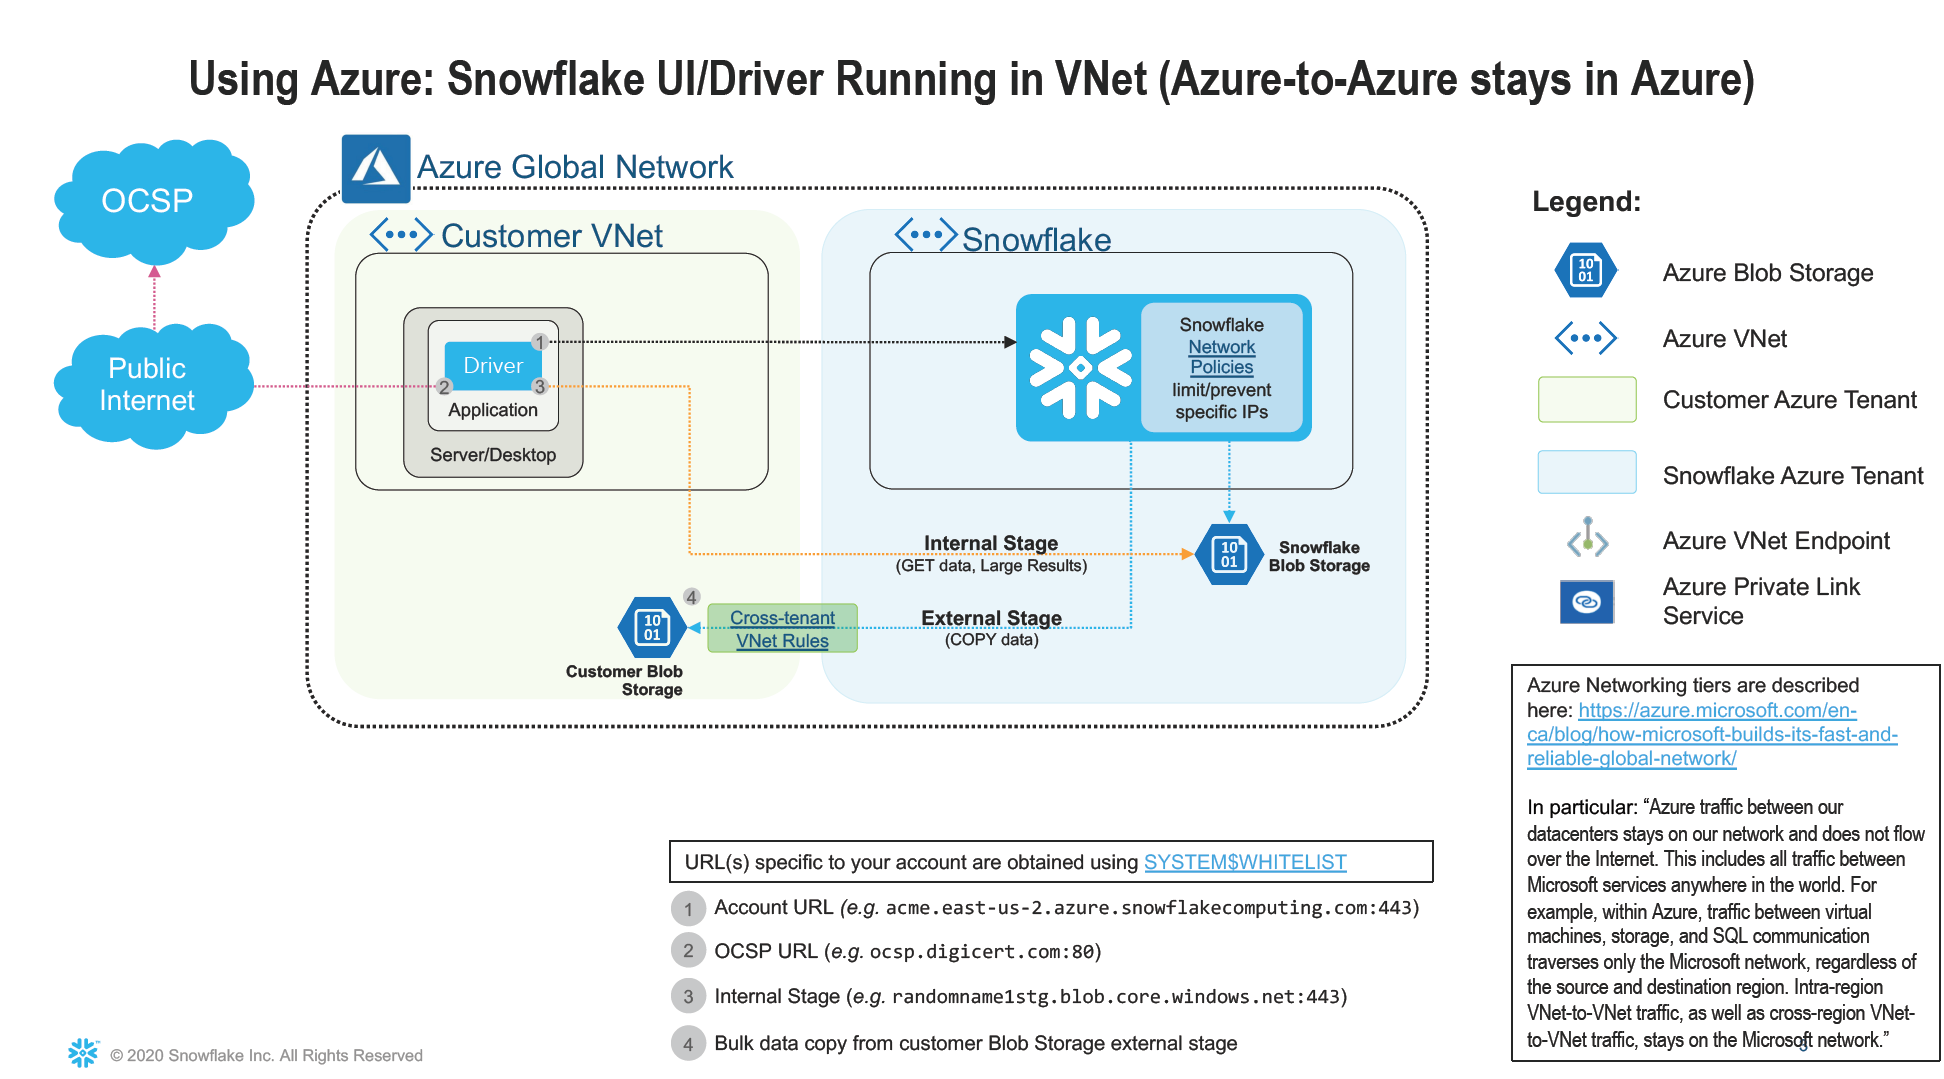 Using Azure: Snowflake UI/Driver Running in VNet (Azure-to-Azure stays in Azure)
OCSP
Public
Internet
Azure Global Network
Customer VNet
Snowflake
1
Driver
2
3
Application
Server/Desktop
Snowflake
Network
Policies
limit/prevent
specific IPs
Internal Stage
(GET data, Large Results)
10
01
Snowflake
Blob Storage
4
10
01
Customer Blob
Storage
Cross-tenant
VNet Rules
External Stage
(COPY data)
Legend:
10
01
Azure Blob Storage
Azure VNet
Customer Azure Tenant
Snowflake Azure Tenant
Azure VNet Endpoint
Azure Private Link
Service
Azure Networking tiers are described
here: https://azure.microsoft.com/en-
ca/blog/how-microsoft-builds-its-fast-and-
reliable-global-network/
In particular: “Azure traffic between our
datacenters stays on our network and does not flow
over the Internet. This includes all traffic between
Microsoft services anywhere in the world. For
example, within Azure, traffic between virtual
machines, storage, and SQL communication
traverses only the Microsoft network, regardless of
the source and destination region. Intra-region
VNet-to-VNet traffic, as well as cross-region VNet-
to-VNet traffic, stays on the Microsoft network.”
3
URL(s) specific to your account are obtained using SYSTEM$WHITELIST
1 Account URL (e.g. acme.east-us-2.azure.snowflakecomputing.com:443)
2 OCSP URL (e.g. ocsp.digicert.com:80)
3 Internal Stage (e.g. randomname1stg.blob.core.windows.net:443)
4 Bulk data copy from customer Blob Storage external stage
© 2020 Snowflake Inc. All Rights Reserved